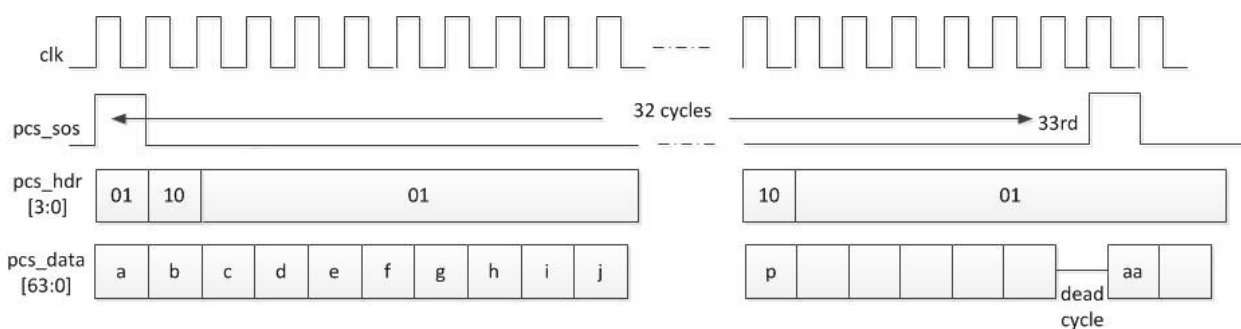 clk
pcs_sos
32 cycles
33rd
pcs_hdr
[3:0]
01 10 01 10 01
pcs_data
[63:0]
a b c d e f g h i j p aa
dead
cycle